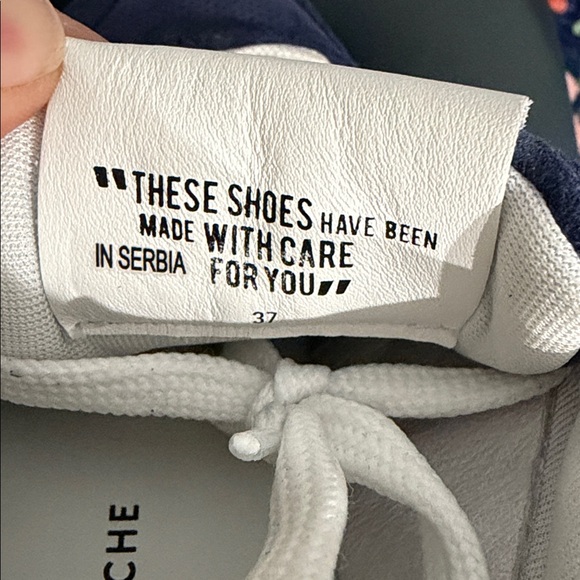 "THESE SHOES HAVE BEEN
MADE WITH CARE
IN SERBIA FOR YOU"
37
CHE